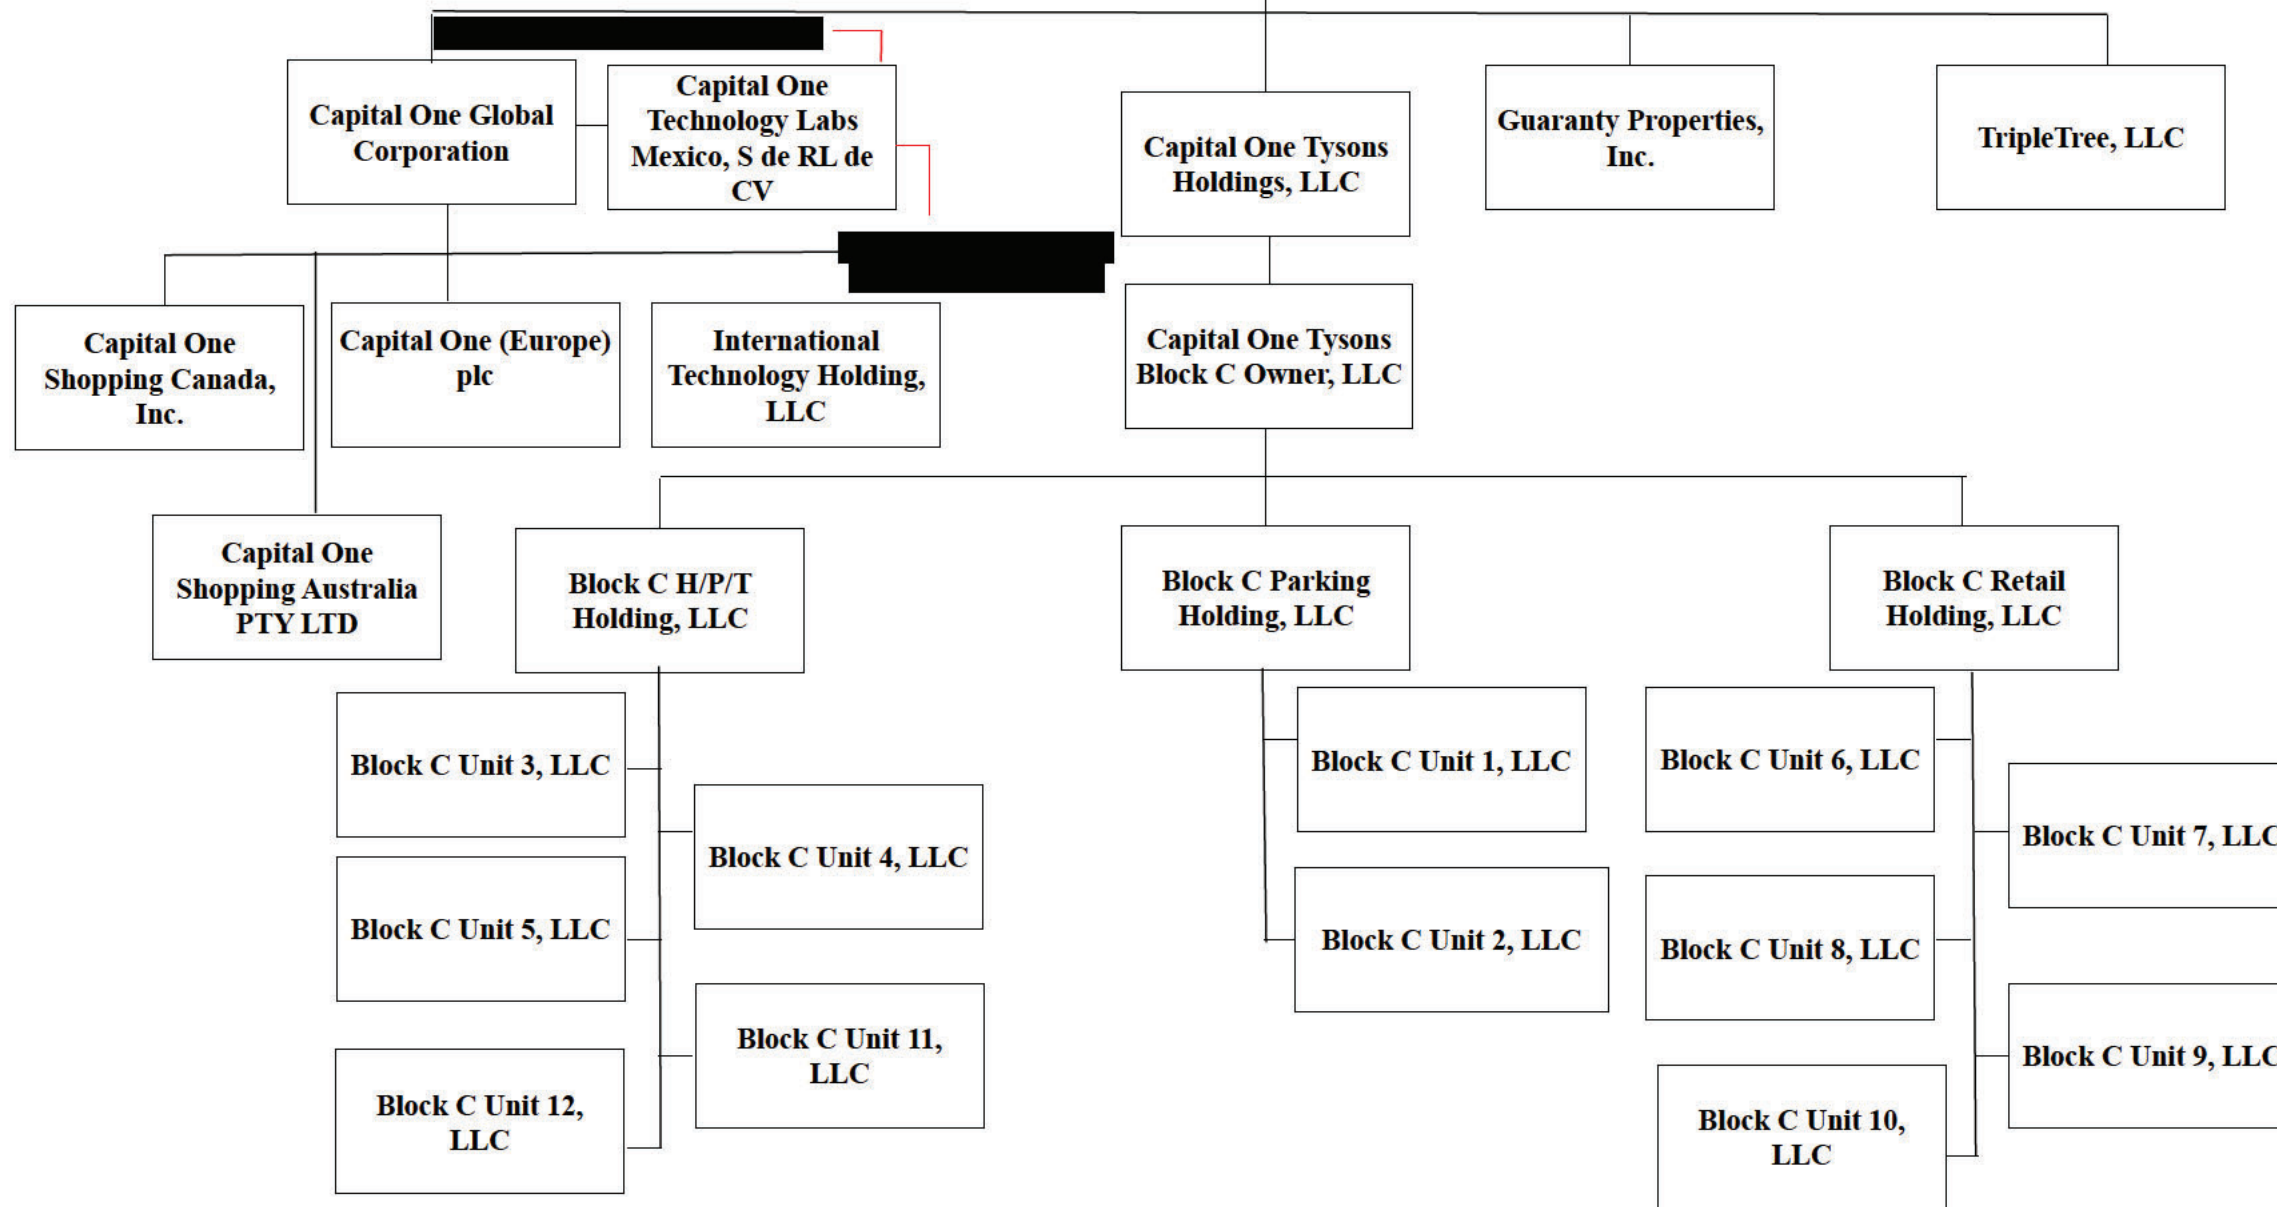 Capital One Global
Corporation
Capital One
Technology Labs
Mexico, S de RL de
CV
Capital One Tysons
Holdings, LLC
Guaranty Properties,
Inc.
TripleTree, LLC
Capital One
Shopping Canada,
Inc.
Capital One (Europe)
plc
International
Technology Holding,
LLC
Capital One Tysons
Block C Owner, LLC
Capital One
Shopping Australia
PTY LTD
Block C H/P/T
Holding, LLC
Block C Parking
Holding, LLC
Block C Retail
Holding, LLC
Block C Unit 3, LLC
Block C Unit 4, LLC
Block C Unit 5, LLC
Block C Unit 11,
LLC
Block C Unit 12,
LLC
Block C Unit 1, LLC
Block C Unit 2, LLC
Block C Unit 6, LLC
Block C Unit 7, LLC
Block C Unit 8, LLC
Block C Unit 9, LLC
Block C Unit 10,
LLC